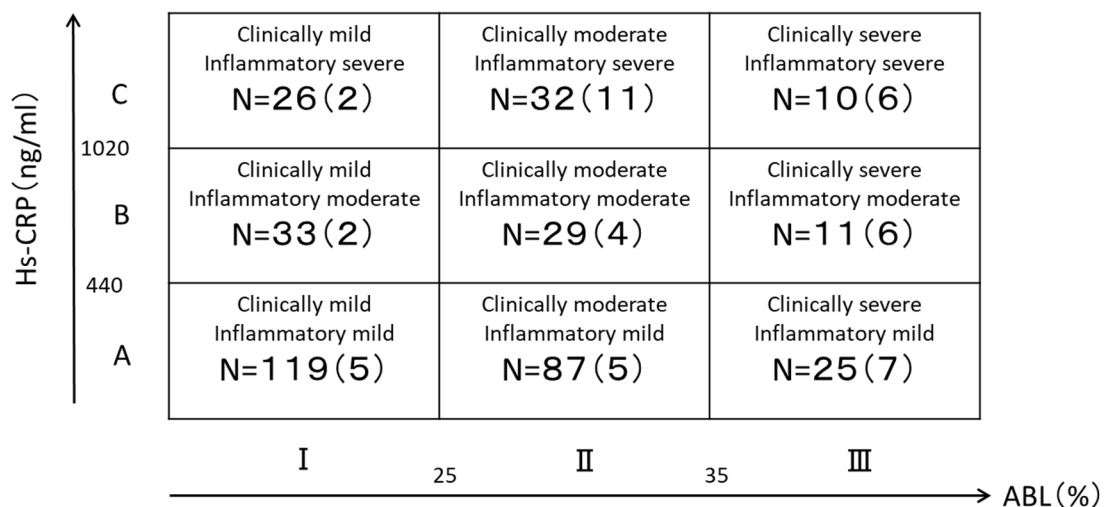 Hs-CRP（ng/ml）
C
Clinically mild
Inflammatory severe
N=26（2）
Clinically moderate
Inflammatory severe
N=32（11）
Clinically severe
Inflammatory severe
N=10（6）
1020
B
Clinically mild
Inflammatory moderate
N=33（2）
Clinically moderate
Inflammatory moderate
N=29（4）
Clinically severe
Inflammatory moderate
N=11（6）
440
A
Clinically mild
Inflammatory mild
N=119（5）
Clinically moderate
Inflammatory mild
N=87（5）
Clinically severe
Inflammatory mild
N=25（7）
Ⅰ
25
Ⅱ
35
Ⅲ
ABL（%）